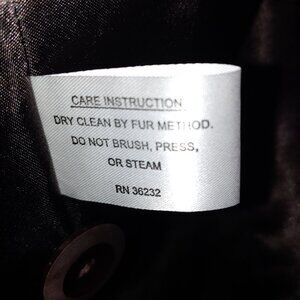 CARE INSTRUCTION
DRY CLEAN BY FUR METHOD.
DO NOT BRUSH, PRESS,
OR STEAM
RN 36232